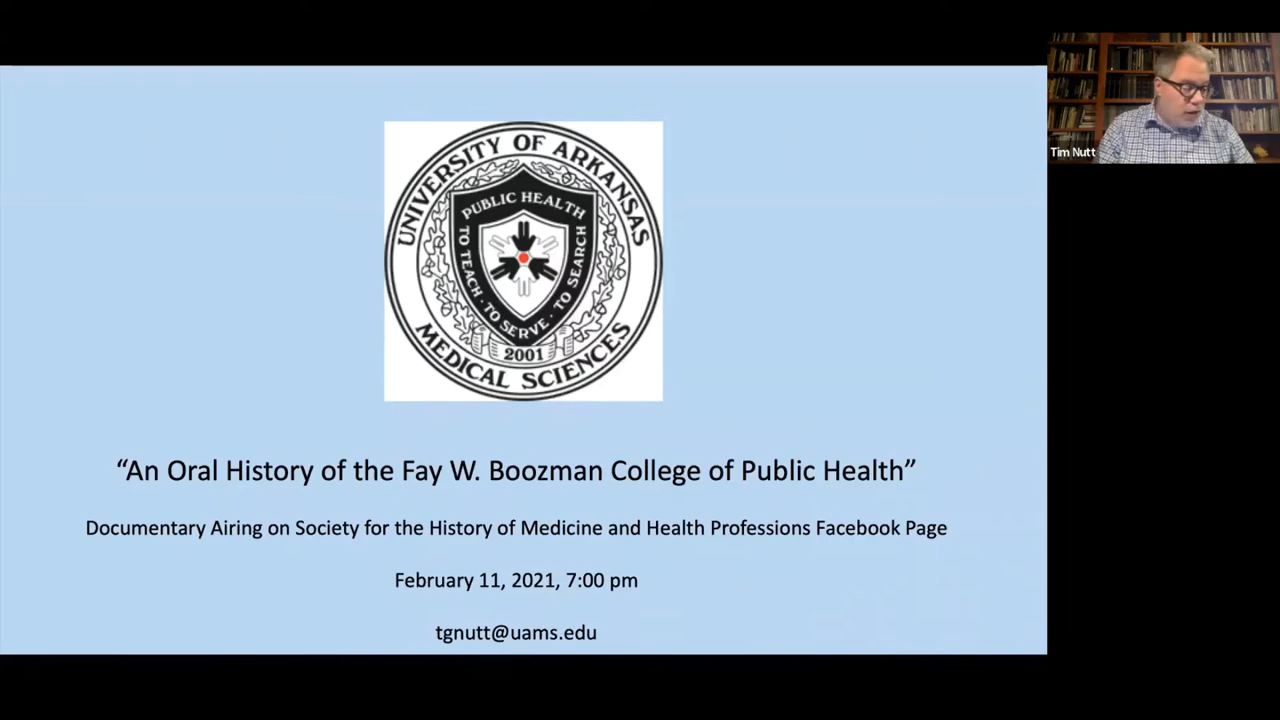 UNIVERSITY OF ARKANSAS
PUBLIC HEALTH
TO TEACH · TO SERVE · TO SEARCH
2001
MEDICAL SCIENCES
Tim Nutt
“An Oral History of the Fay W. Boozman College of Public Health”
Documentary Airing on Society for the History of Medicine and Health Professions Facebook Page
February 11, 2021, 7:00 pm
tgnutt@uams.edu